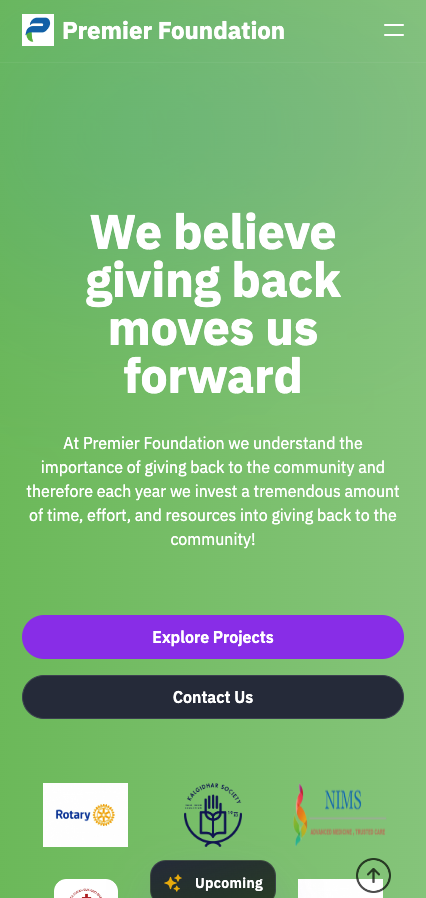 Premier Foundation
We believe
giving back
moves us
forward
At Premier Foundation we understand the
importance of giving back to the community and
therefore each year we invest a tremendous amount
of time, effort, and resources into giving back to the
community!
Explore Projects
Contact Us
Rotary
KALGIDHAR SOCIETY
NIMS
ADVANCED MEDICINE, TRUSTED CARE
Upcoming